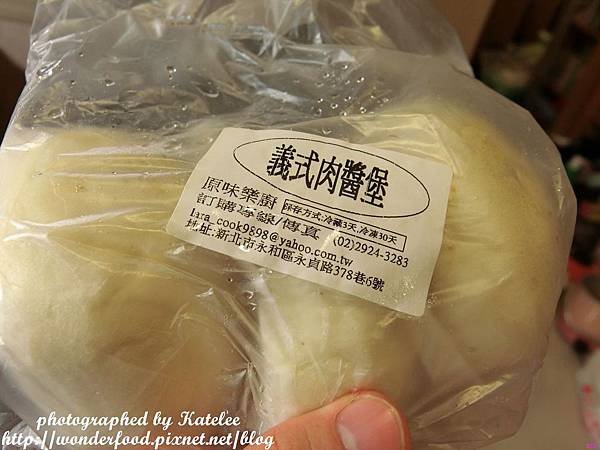 義式肉醬堡
原味樂廚 保存方式:冷藏3天.冷凍30天
訂購專線/傳真 (02)2924-3283
lara_cook9898@yahoo.com.tw
地址:新北市永和區永貞路378巷6號
photographed by Katelee
http://wonderfood.pixnet.net/blog